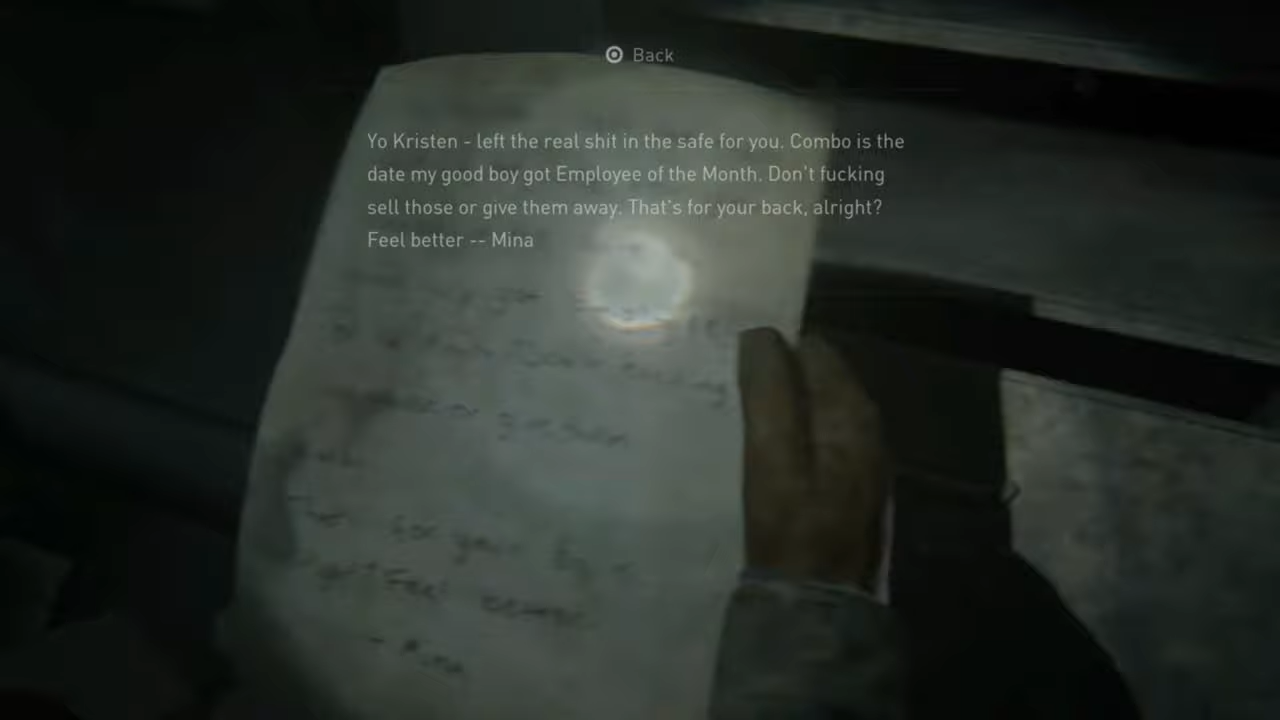 Back
Yo Kristen - left the real shit in the safe for you. Combo is the
date my good boy got Employee of the Month. Don't fucking
sell those or give them away. That's for your back, alright?
Feel better -- Mina